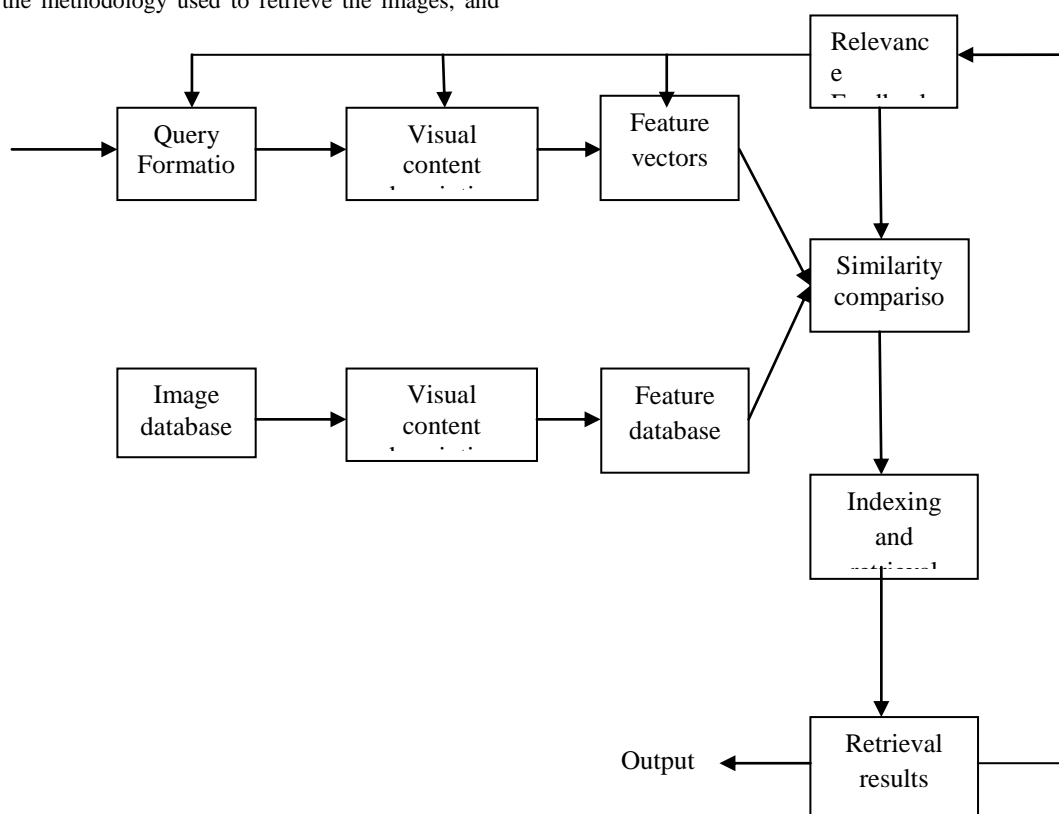 the methodology used to retrieve the images, and
Relevanc
e
Query
Formatio
Visual
content
Feature
vectors
Similarity
compariso
Image
database
Visual
content
Feature
database
Indexing
and
Retrieval
results
Output